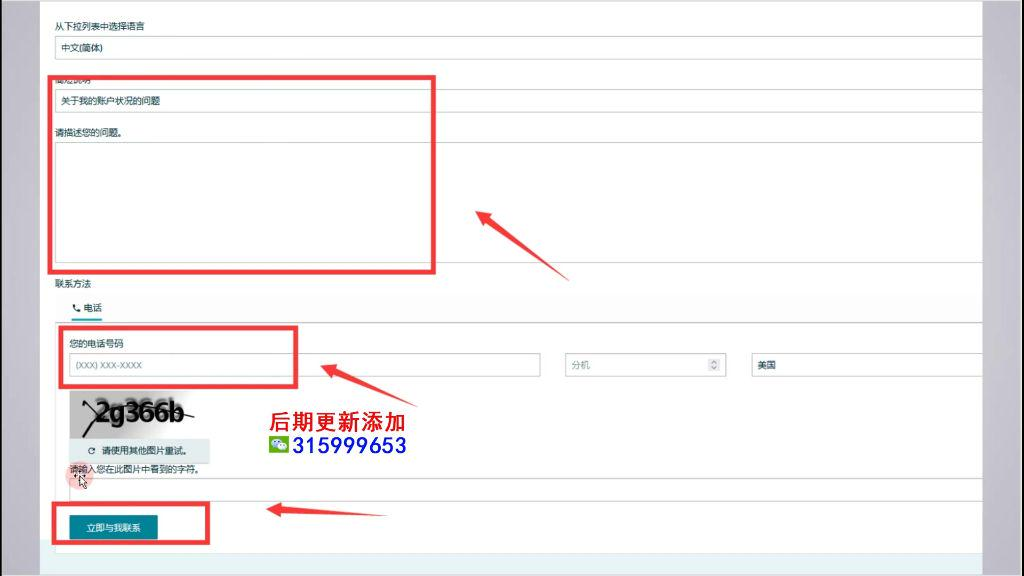 从下拉列表中选择语言
中文(简体)
简短说明
关于我的账户状况的问题
请描述您的问题。
联系方法
电话
您的电话号码
(XXX) XXX-XXXX
分机
美国
2g366b
后期更新添加
315999653
请使用其他图片重试。
请输入您在此图片中看到的字符。
立即与我联系